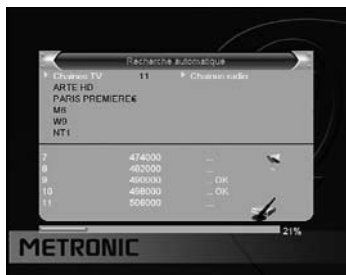 Recherche automatique
Chaînes TV 11 Chaînes radio
ARTE HD
PARIS PREMIERE
M6
W9
NT1
7 474000 ...
8 482000 ...
9 490000 ... OK
10 498000 ... OK
11 506000 ...
21%
METRONIC